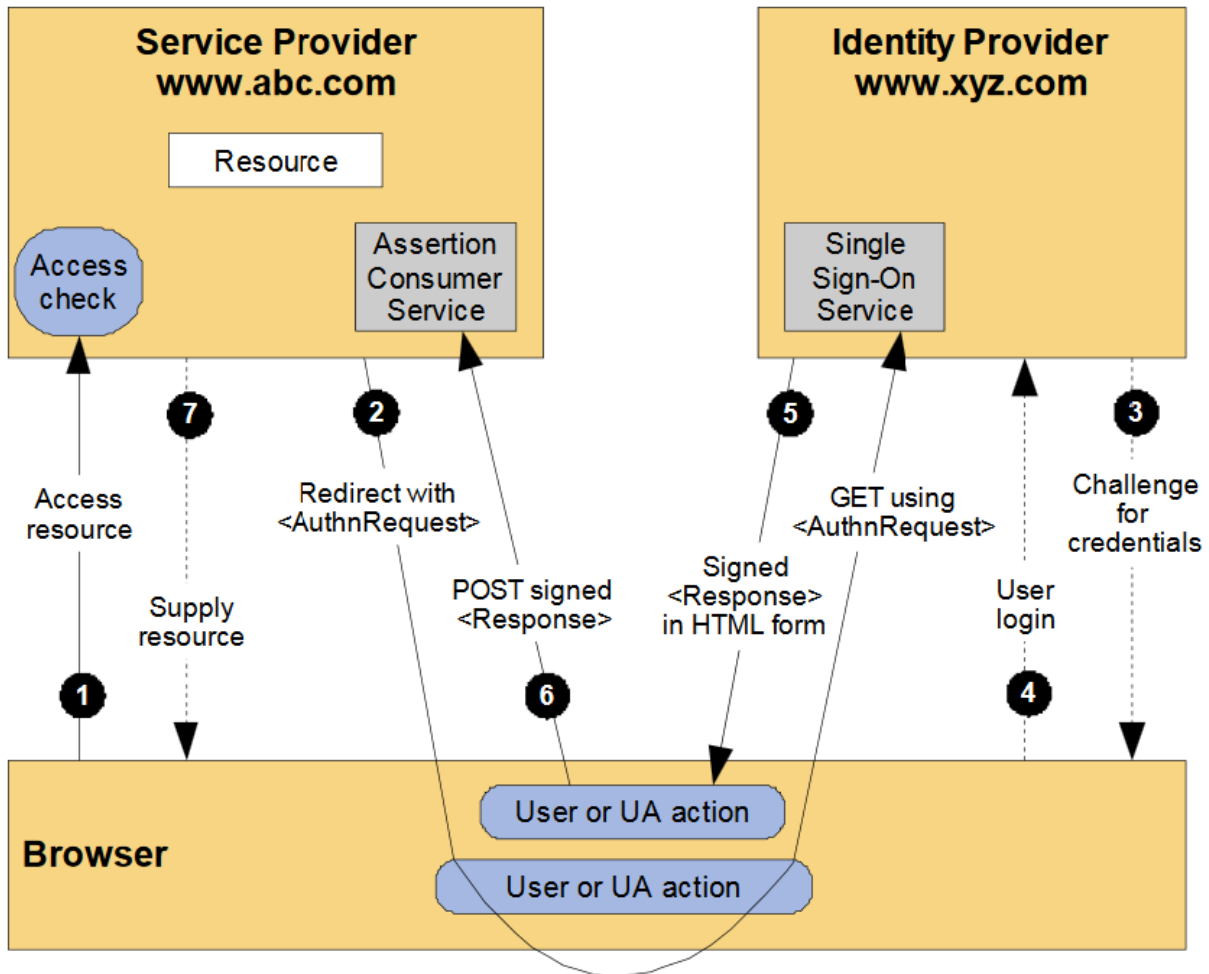 Service Provider
www.abc.com
Resource
Access
check
Assertion
Consumer
Service
Identity Provider
www.xyz.com
Single
Sign-On
Service
7
2
5
3
Access
resource
Redirect with
<AuthnRequest>
GET using
<AuthnRequest>
Challenge
for
credentials
Supply
resource
POST signed
<Response>
Signed
<Response>
in HTML form
User
login
1
6
4
User or UA action
Browser
User or UA action